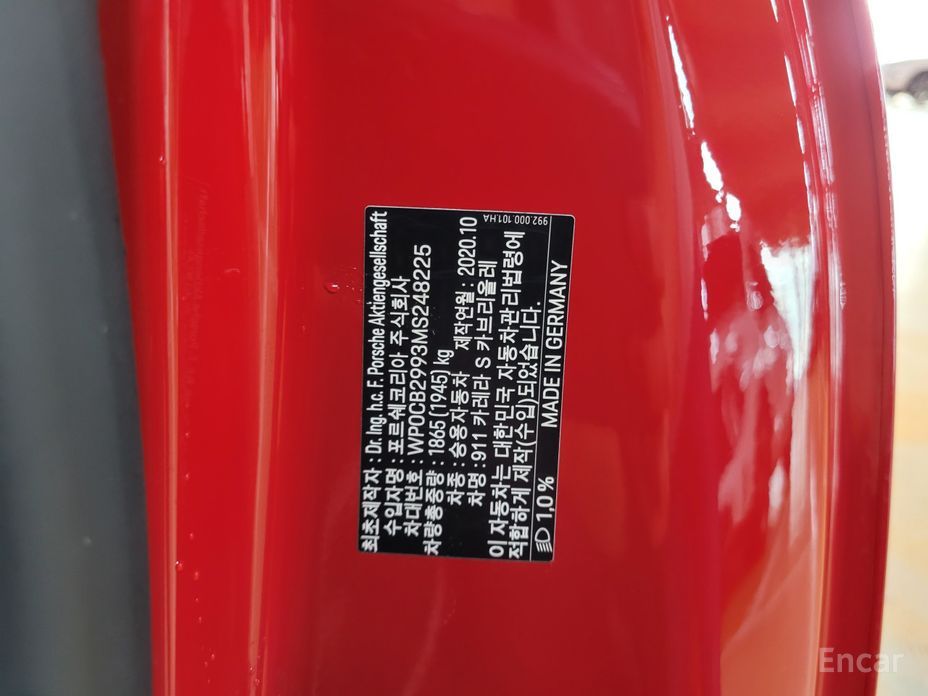 최초제작자 : Dr. Ing. h.c. F. Porsche Aktiengesellschaft
수입자명 : 포르쉐코리아 주식회사
차대번호 : WP0CB2993MS248225
차량총중량 : 1865 (1945) kg
차종 : 승용자동차 제작연월 : 2020.10
차명 : 911 카레라 S 카브리올레
이 자동차는 대한민국 자동차관리법령에
적합하게 제작(수입)되었습니다.
1,0 % MADE IN GERMANY
992.000.101.HA
Encar